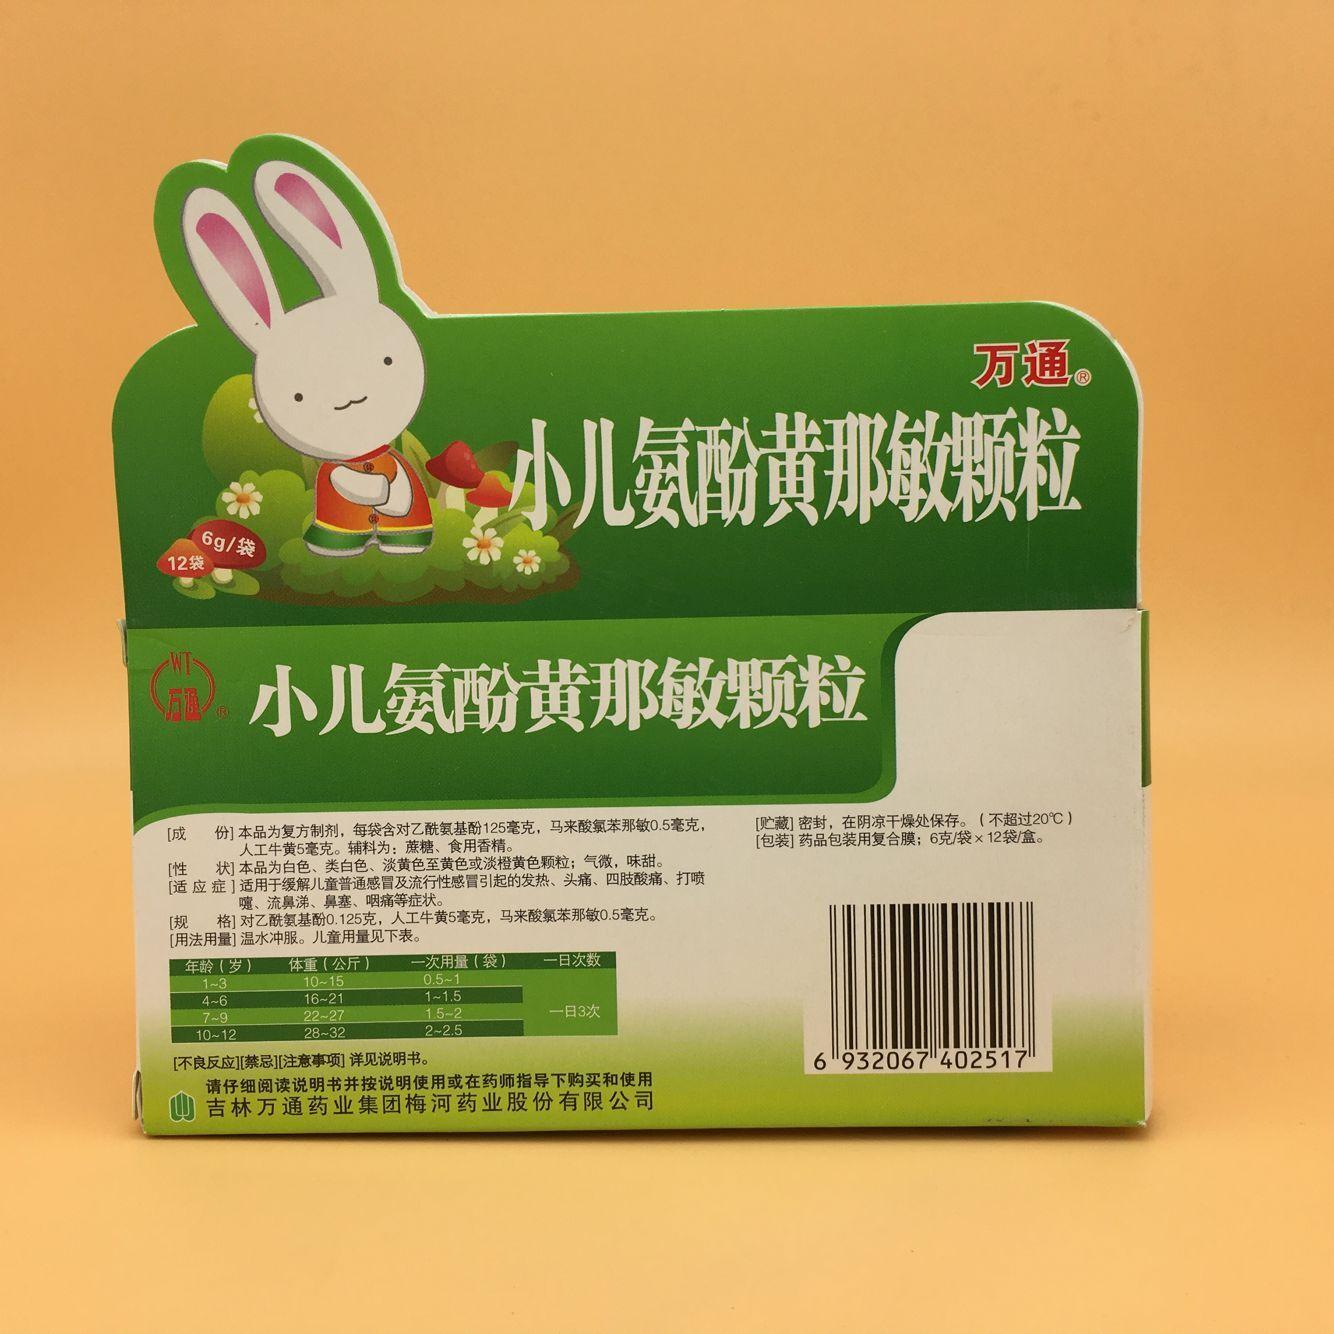 万通®
小儿氨酚黄那敏颗粒
6g/袋
12袋
WT
万通®
小儿氨酚黄那敏颗粒
[成 份] 本品为复方制剂，每袋含对乙酰氨基酚125毫克，马来酸氯苯那敏0.5毫克，
人工牛黄5毫克。辅料为：蔗糖、食用香精。
[性 状] 本品为白色、类白色、淡黄色至黄色或淡橙黄色颗粒；气微，味甜。
[适应症] 适用于缓解儿童普通感冒及流行性感冒引起的发热、头痛、四肢酸痛、打喷
嚏、流鼻涕、鼻塞、咽痛等症状。
[规 格] 对乙酰氨基酚0.125克，人工牛黄5毫克，马来酸氯苯那敏0.5毫克。
[用法用量] 温水冲服。儿童用量见下表。
年龄（岁） 体重（公斤） 一次用量（袋） 一日次数
1~3 10~15 0.5~1
4~6 16~21 1~1.5
7~9 22~27 1.5~2 一日3次
10~12 28~32 2~2.5
[不良反应][禁忌][注意事项] 详见说明书。
请仔细阅读说明书并按说明使用或在药师指导下购买和使用
吉林万通药业集团梅河药业股份有限公司
[贮藏] 密封，在阴凉干燥处保存。（不超过20℃）
[包装] 药品包装用复合膜；6克/袋×12袋/盒。
6 932067 402517